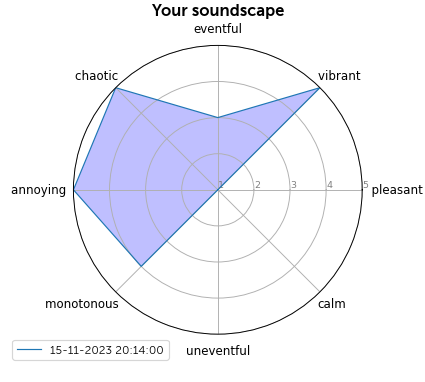 Your soundscape
eventful
chaotic
vibrant
annoying
1 2 3 4 5
pleasant
monotonous
calm
uneventful
15-11-2023 20:14:00